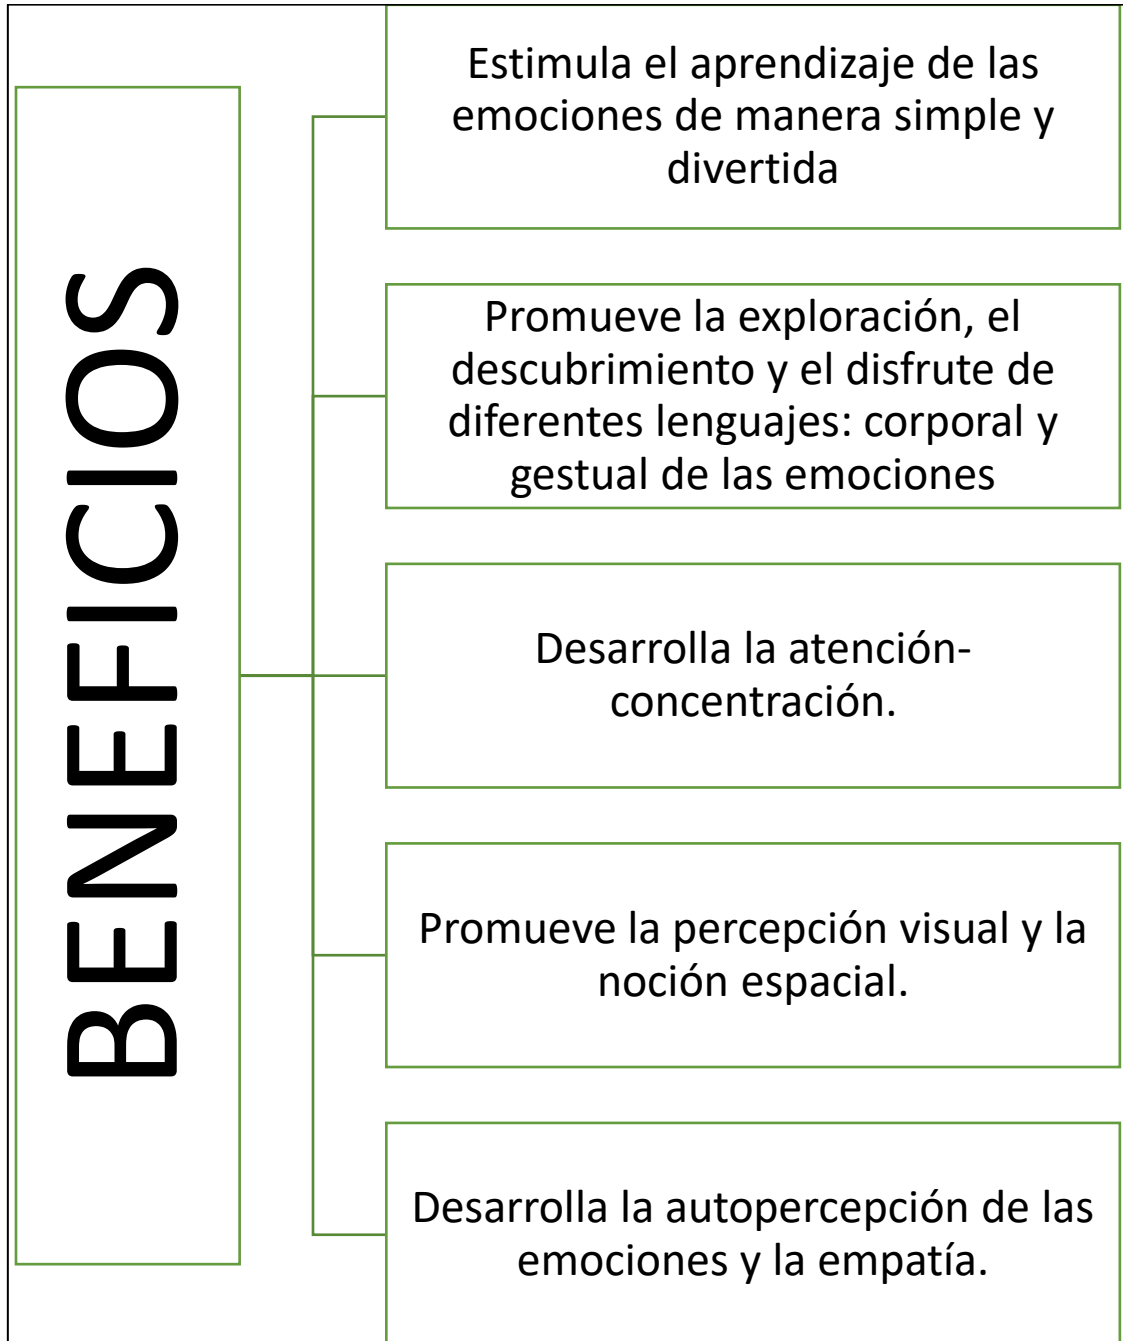 BENEFICIOS
Estimula el aprendizaje de las
emociones de manera simple y
divertida
Promueve la exploración, el
descubrimiento y el disfrute de
diferentes lenguajes: corporal y
gestual de las emociones
Desarrolla la atención-
concentración.
Promueve la percepción visual y la
noción espacial.
Desarrolla la autopercepción de las
emociones y la empatía.